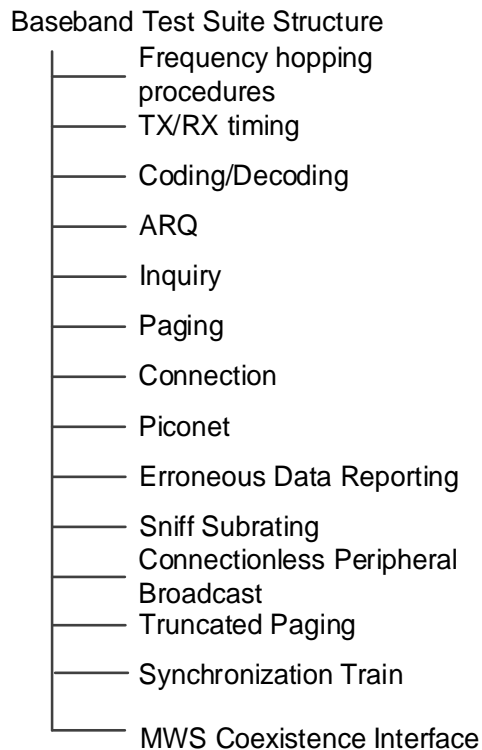 Baseband Test Suite Structure
Frequency hopping
procedures
TX/RX timing
Coding/Decoding
ARQ
Inquiry
Paging
Connection
Piconet
Erroneous Data Reporting
Sniff Subrating
Connectionless Peripheral
Broadcast
Truncated Paging
Synchronization Train
MWS Coexistence Interface